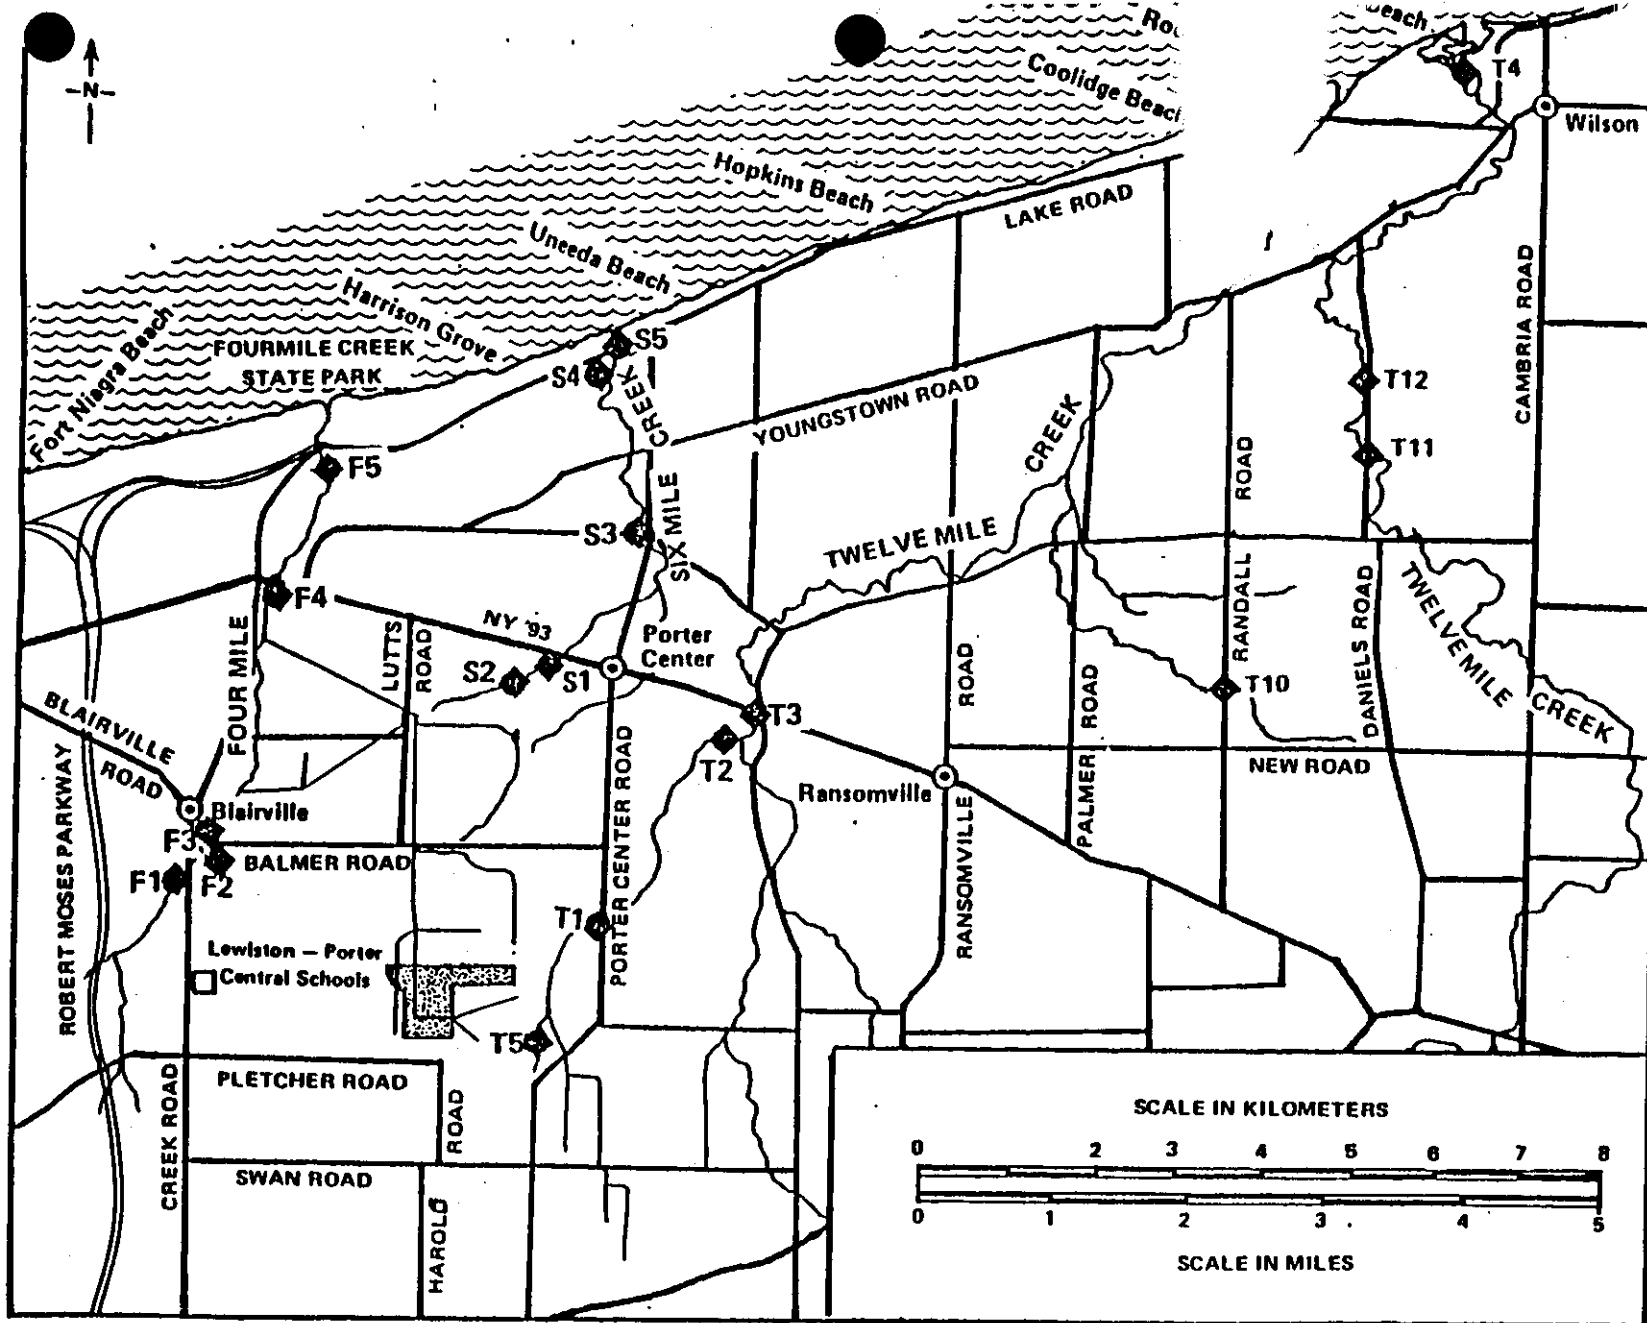 Beach
Coolidge Beach
T4
-N-
Wilson
Hopkins Beach
LAKE ROAD
Uneeda Beach
Harrison Grove
Fort Niagra Beach
FOURMILE CREEK
STATE PARK
S5
S4
CREEK
SIX MILE
YOUNGSTOWN ROAD
CREEK
TWELVE MILE
ROAD
RANDALL
CAMBRIA ROAD
T12
T11
F5
S3
F4
NY '93
LUTTS
ROAD
FOUR MILE
Porter
Center
S2
S1
T3
T2
ROAD
RANSOMVILLE
PALMER ROAD
T10
DANIELS ROAD
TWELVE MILE
CREEK
NEW ROAD
BLAIRVILLE
ROAD
ROBERT MOSES PARKWAY
Blairville
Ransomville
F3
F1
F2
BALMER ROAD
PORTER CENTER ROAD
T1
Lewiston – Porter
Central Schools
T5
PLETCHER ROAD
CREEK ROAD
ROAD
HAROLD
SWAN ROAD
SCALE IN KILOMETERS
0 2 3 4 5 6 7 8
0 1 2 3 4 5
SCALE IN MILES